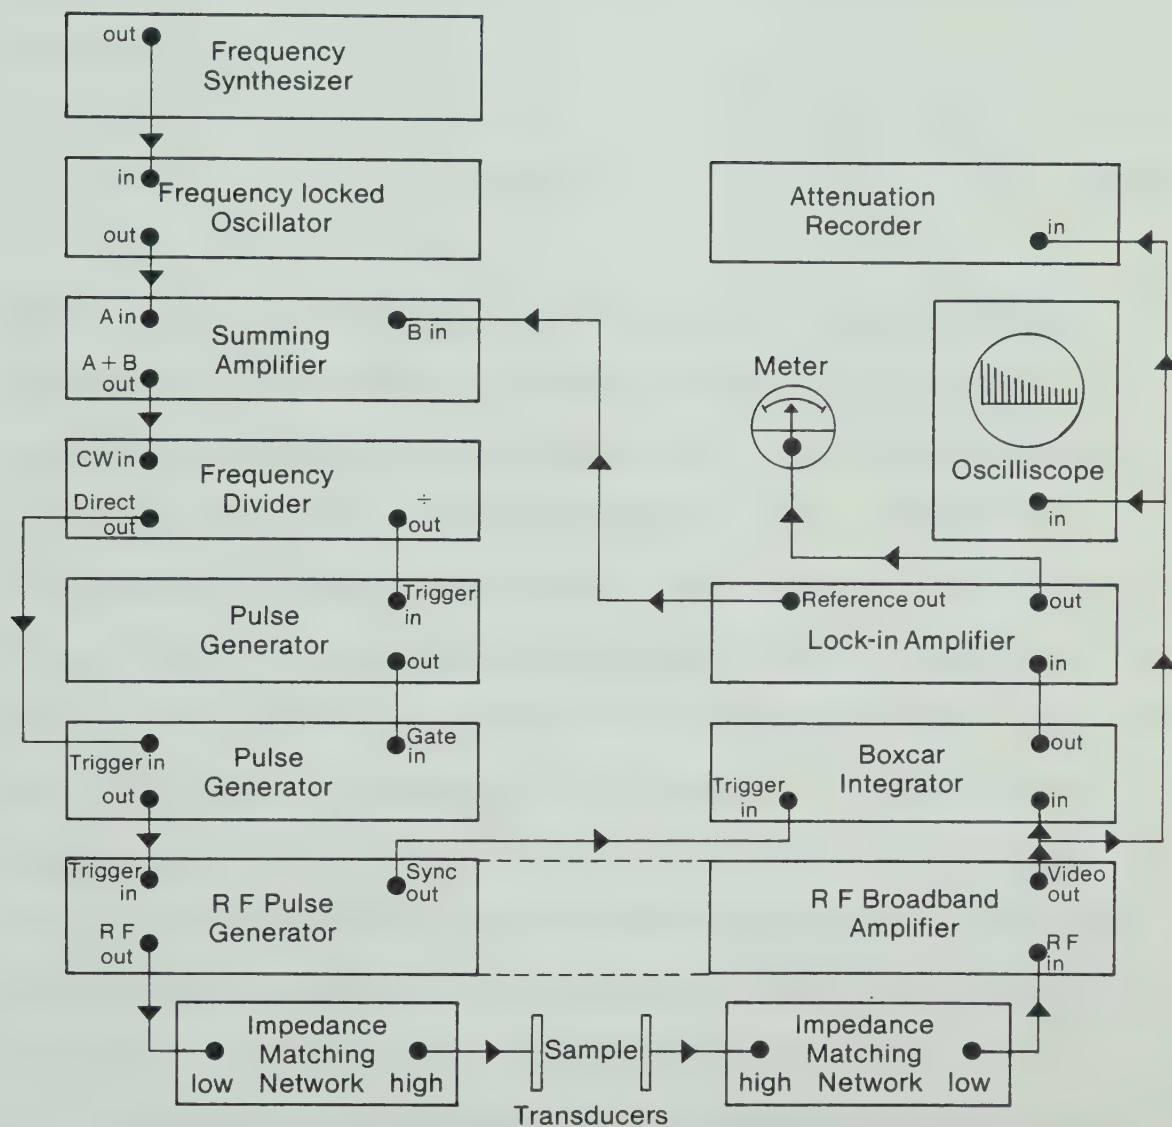 out
Frequency
Synthesizer
in
Frequency locked
Oscillator
out
A in
Summing
Amplifier
B in
A + B
out
CW in
Frequency
Divider
Direct
out
÷
out
Pulse
Generator
Trigger
in
out
Pulse
Generator
Trigger in
Gate
in
out
Trigger
in
R F Pulse
Generator
Sync
out
R F
out
Impedance
Matching
Network
low
high
Sample
Transducers
Impedance
Matching
Network
high
low
R F Broadband
Amplifier
Video
out
R F
in
Boxcar
Integrator
Trigger
in
out
in
Reference out
out
Lock-in Amplifier
in
Meter
Oscilliscope
in
Attenuation
Recorder
in